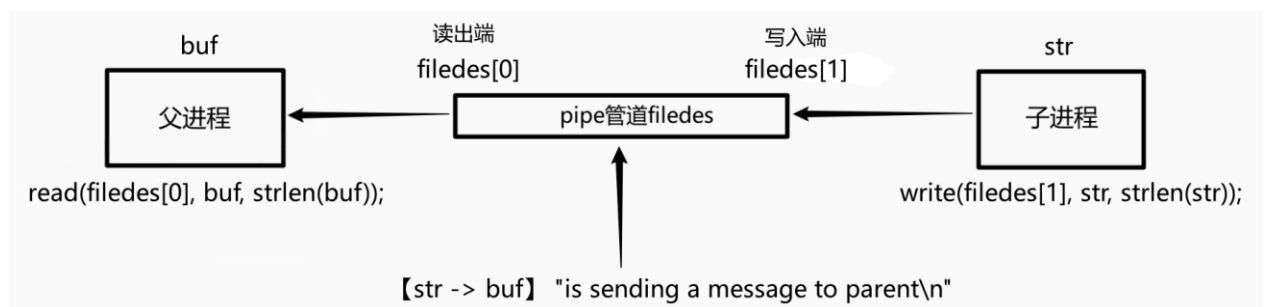 buf
读出端
filedes[0]
写入端
filedes[1]
str
父进程
pipe管道filedes
子进程
read(filedes[0], buf, strlen(buf));
write(filedes[1], str, strlen(str));
【str -> buf】 "is sending a message to parent\n"